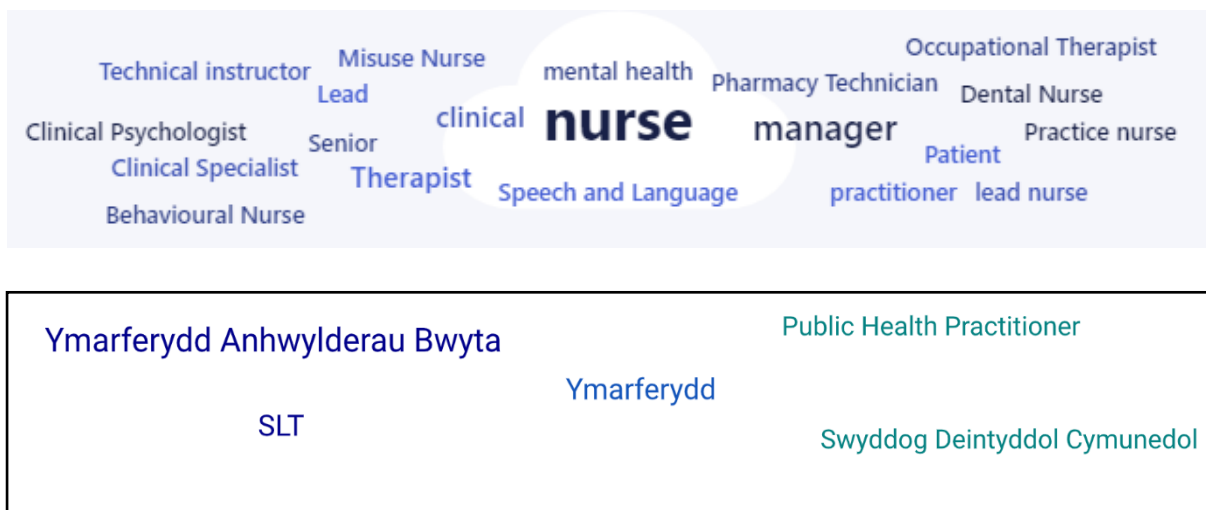 Occupational Therapist
Misuse Nurse
Technical instructor
mental health
Pharmacy Technician
Lead
Dental Nurse
clinical
nurse
manager
Clinical Psychologist
Senior
Practice nurse
Patient
Clinical Specialist
Therapist
Speech and Language
practitioner
lead nurse
Behavioural Nurse
Public Health Practitioner
Ymarferydd Anhwylderau Bwyta
Ymarferydd
SLT
Swyddog Deintyddol Cymunedol